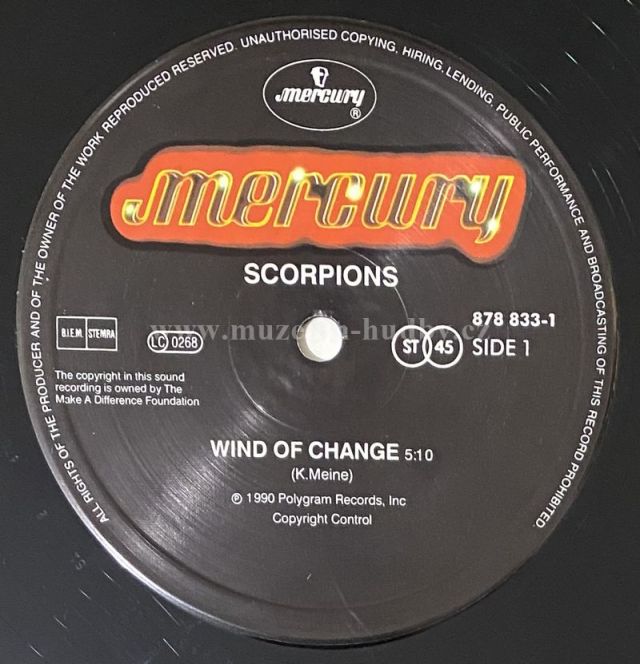 ALL RIGHTS OF THE PRODUCER AND OF THE OWNER OF THE WORK REPRODUCED RESERVED. UNAUTHORISED COPYING, HIRING, LENDING, PUBLIC PERFORMANCE AND BROADCASTING OF THIS RECORD PROHIBITED.
mercury
®
mercury
SCORPIONS
878 833-1
B.I.E.M. STEMRA
LC 0268
ST 45
SIDE 1
www.muzeum-hudby.cz
The copyright in this sound
recording is owned by The
Make A Difference Foundation
WIND OF CHANGE 5:10
(K.Meine)
℗ 1990 Polygram Records, Inc
Copyright Control